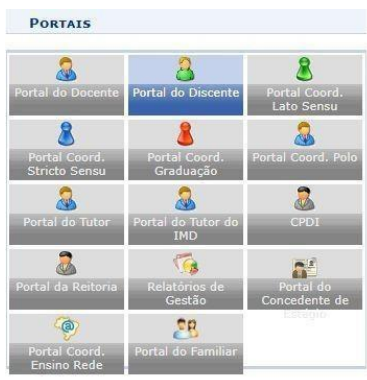 PORTAIS
Portal do Docente
Portal do Discente
Portal Coord.
Lato Sensu
Portal Coord.
Stricto Sensu
Portal Coord.
Graduação
Portal Coord. Polo
Portal do Tutor
Portal do Tutor do
IMD
CPDI
Portal da Reitoria
Relatórios de
Gestão
Portal do
Concedente de
Estágio
Portal Coord.
Ensino Rede
Portal do Familiar